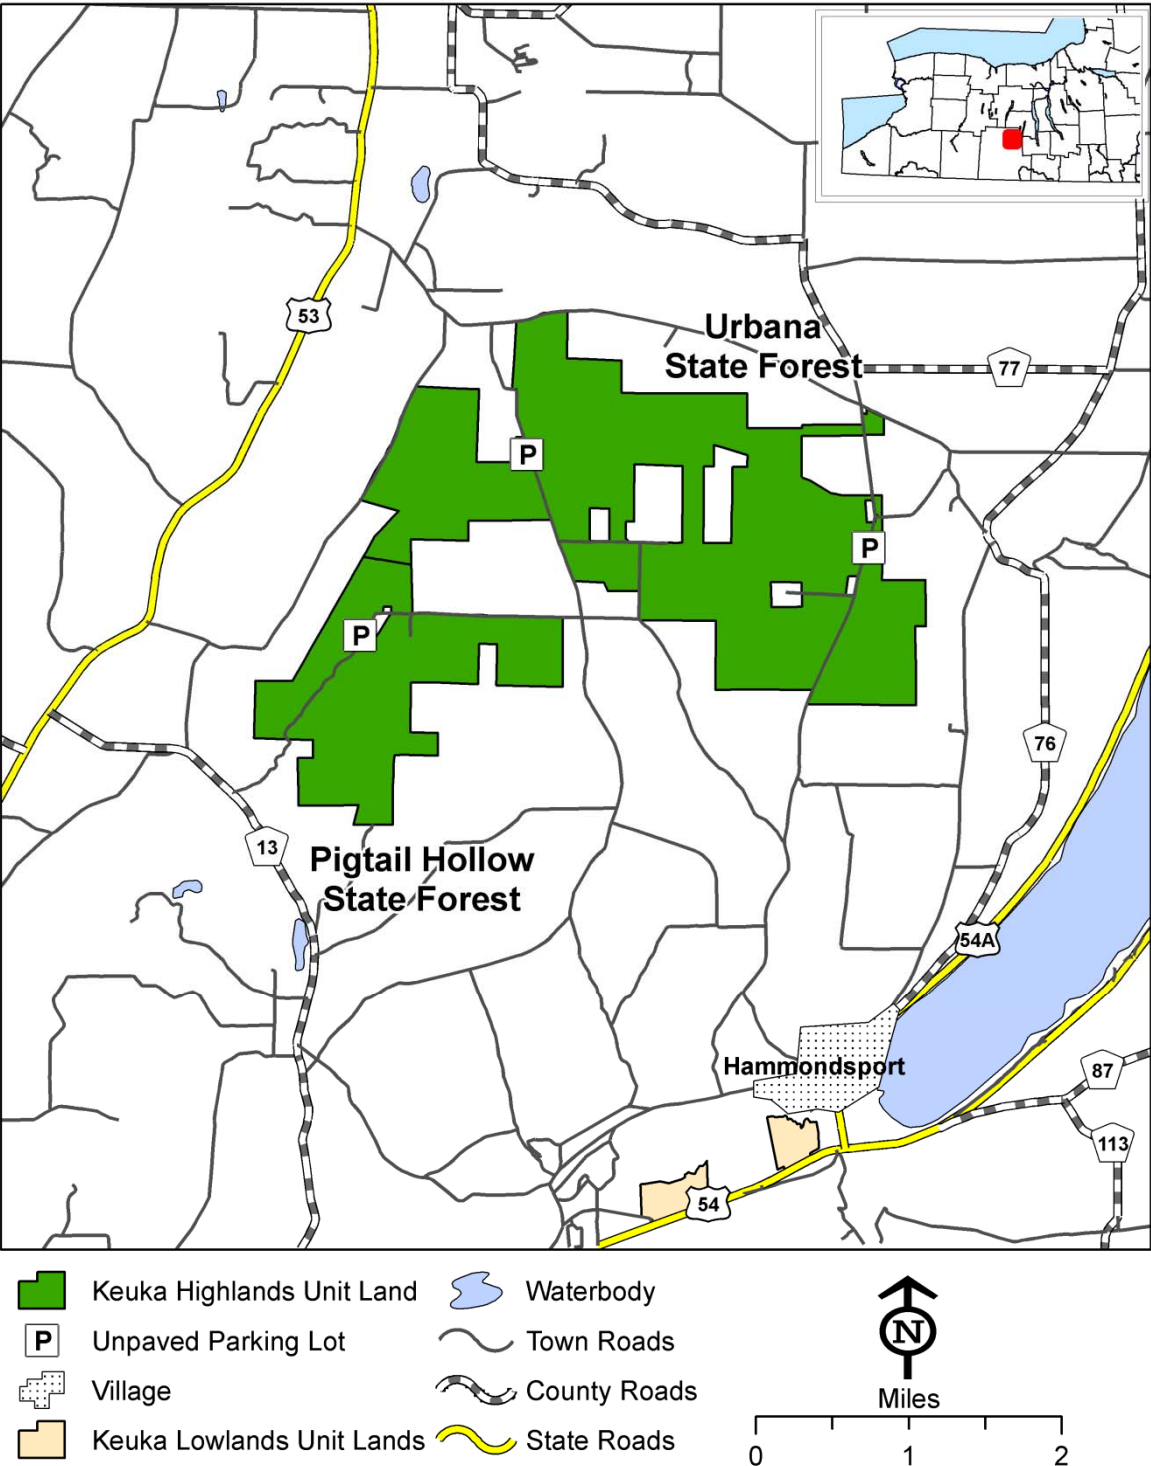 53
Urbana
State Forest
77
P
P
P
76
13
Pigtail Hollow
State Forest
54A
Hammondsport
87
113
54
Keuka Highlands Unit Land
Waterbody
P
Unpaved Parking Lot
Town Roads
N
Village
County Roads
Miles
Keuka Lowlands Unit Lands
State Roads
0 1 2